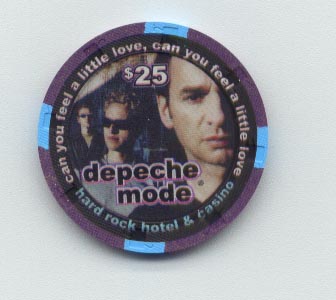 can you feel a little love, can you feel a little love
$25
depeche
mode
hard rock hotel & casino